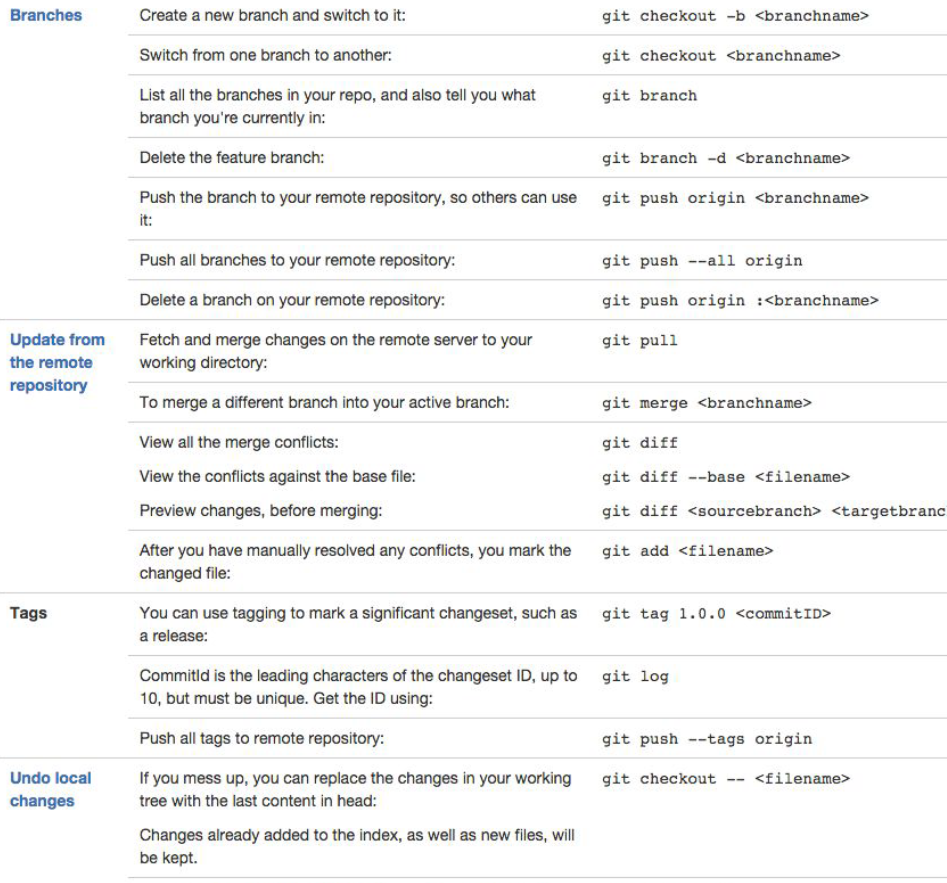 Branches
Create a new branch and switch to it:
git checkout -b <branchname>
Switch from one branch to another:
git checkout <branchname>
List all the branches in your repo, and also tell you what
branch you're currently in:
git branch
Delete the feature branch:
git branch -d <branchname>
Push the branch to your remote repository, so others can use
it:
git push origin <branchname>
Push all branches to your remote repository:
git push --all origin
Delete a branch on your remote repository:
git push origin :<branchname>
Update from
the remote
repository
Fetch and merge changes on the remote server to your
working directory:
git pull
To merge a different branch into your active branch:
git merge <branchname>
View all the merge conflicts:
git diff
View the conflicts against the base file:
git diff --base <filename>
Preview changes, before merging:
git diff <sourcebranch> <targetbranc
After you have manually resolved any conflicts, you mark the
changed file:
git add <filename>
Tags
You can use tagging to mark a significant changeset, such as
a release:
git tag 1.0.0 <commitID>
CommitId is the leading characters of the changeset ID, up to
10, but must be unique. Get the ID using:
git log
Push all tags to remote repository:
git push --tags origin
Undo local
changes
If you mess up, you can replace the changes in your working
tree with the last content in head:
git checkout -- <filename>
Changes already added to the index, as well as new files, will
be kept.